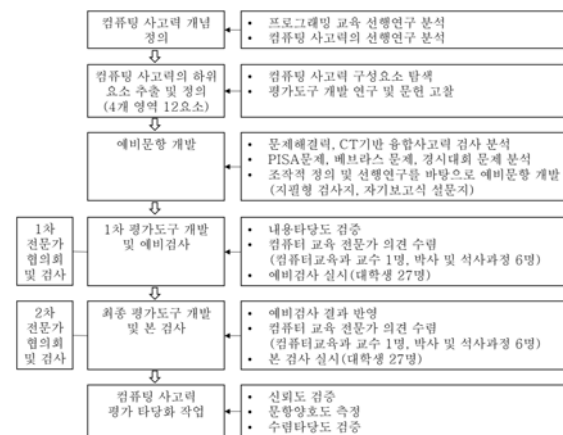 컴퓨팅 사고력 개념
정의
• 프로그래밍 교육 선행연구 분석
• 컴퓨팅 사고력의 선행연구 분석
컴퓨팅 사고력의 하위
요소 추출 및 정의
(4개 영역 12요소)
• 컴퓨팅 사고력 구성요소 탐색
• 평가도구 개발 연구 및 문헌 고찰
예비문항 개발
• 문제해결력, CT기반 융합사고력 검사 분석
• PISA문제, 베브라스 문제, 경시대회 문제 분석
• 조작적 정의 및 선행연구를 바탕으로 예비문항 개발
(지필형 검사지, 자기보고식 설문지)
1차
전문가
협의회
및 검사
1차 평가도구 개발
및 예비검사
• 내용타당도 검증
• 컴퓨터 교육 전문가 의견 수렴
(컴퓨터교육과 교수 1명, 박사 및 석사과정 6명)
• 예비검사 실시(대학생 27명)
2차
전문가
협의회
및 검사
최종 평가도구 개발
및 본 검사
• 예비검사 결과 반영
• 컴퓨터 교육 전문가 의견 수렴
(컴퓨터교육과 교수 1명, 박사 및 석사과정 6명)
• 본 검사 실시(대학생 27명)
컴퓨팅 사고력
평가 타당화 작업
• 신뢰도 검증
• 문항양호도 측정
• 수렴타당도 검증